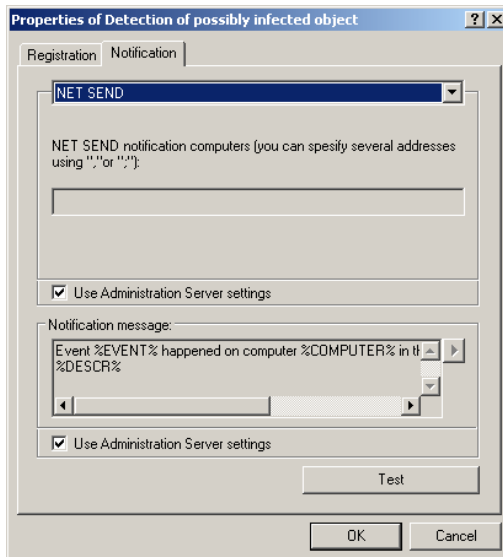 Properties of Detection of possibly infected object
Registration
Notification
NET SEND
NET SEND notification computers (you can spesify several addresses
using ","or ";"):
Use Administration Server settings
Notification message:
Event %EVENT% happened on computer %COMPUTER% in
%DESCR%
Use Administration Server settings
Test
OK
Cancel